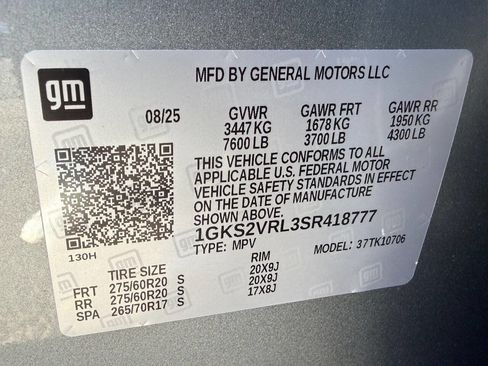 gm
MFD BY GENERAL MOTORS LLC
08/25 GVWR GAWR FRT GAWR RR
3447 KG 1678 KG 1950 KG
7600 LB 3700 LB 4300 LB
THIS VEHICLE CONFORMS TO ALL
APPLICABLE U.S. FEDERAL MOTOR
VEHICLE SAFETY STANDARDS IN EFFECT
ON THE DATE OF MANUFACTURE
1GKS2VRL3SR418777
TYPE: MPV MODEL: 37TK10706
130H
TIRE SIZE RIM
FRT 275/60R20 S 20X9J
RR 275/60R20 S 20X9J
SPA 265/70R17 S 17X8J